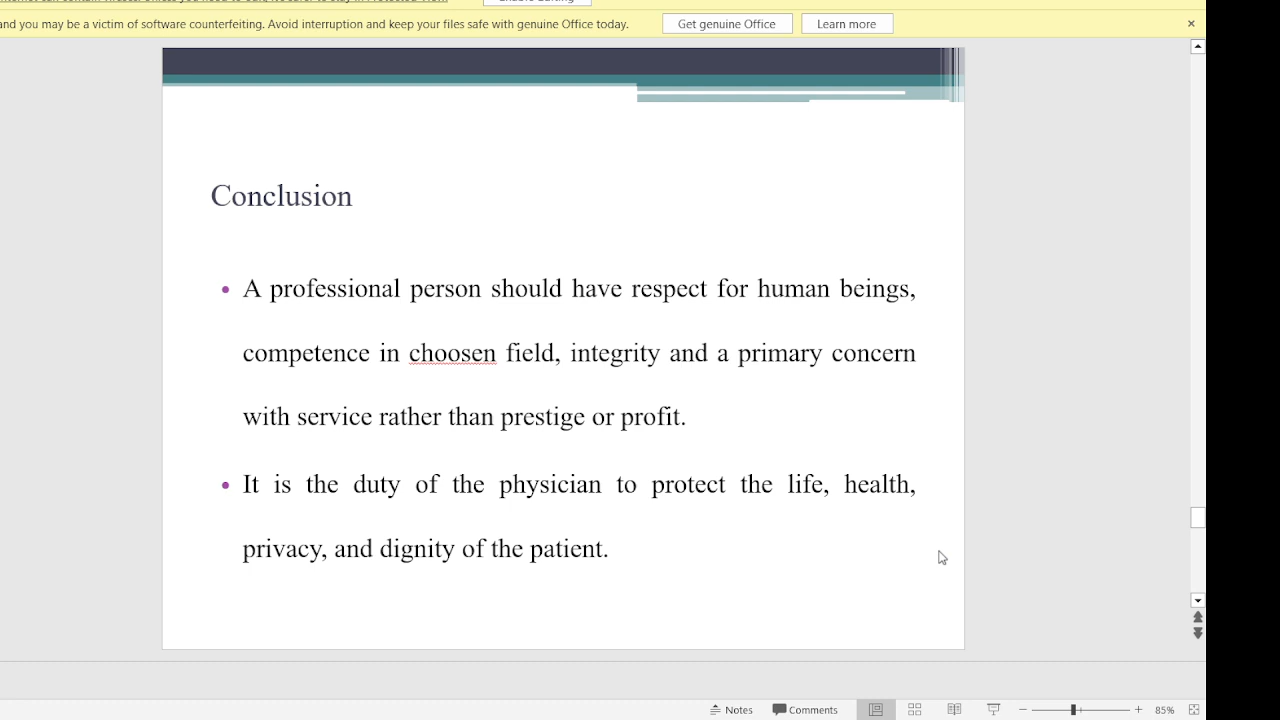 and you may be a victim of software counterfeiting. Avoid interruption and keep your files safe with genuine Office today. Get genuine Office Learn more
Conclusion
• A professional person should have respect for human beings,
competence in choosen field, integrity and a primary concern
with service rather than prestige or profit.
• It is the duty of the physician to protect the life, health,
privacy, and dignity of the patient.
Notes Comments 85%